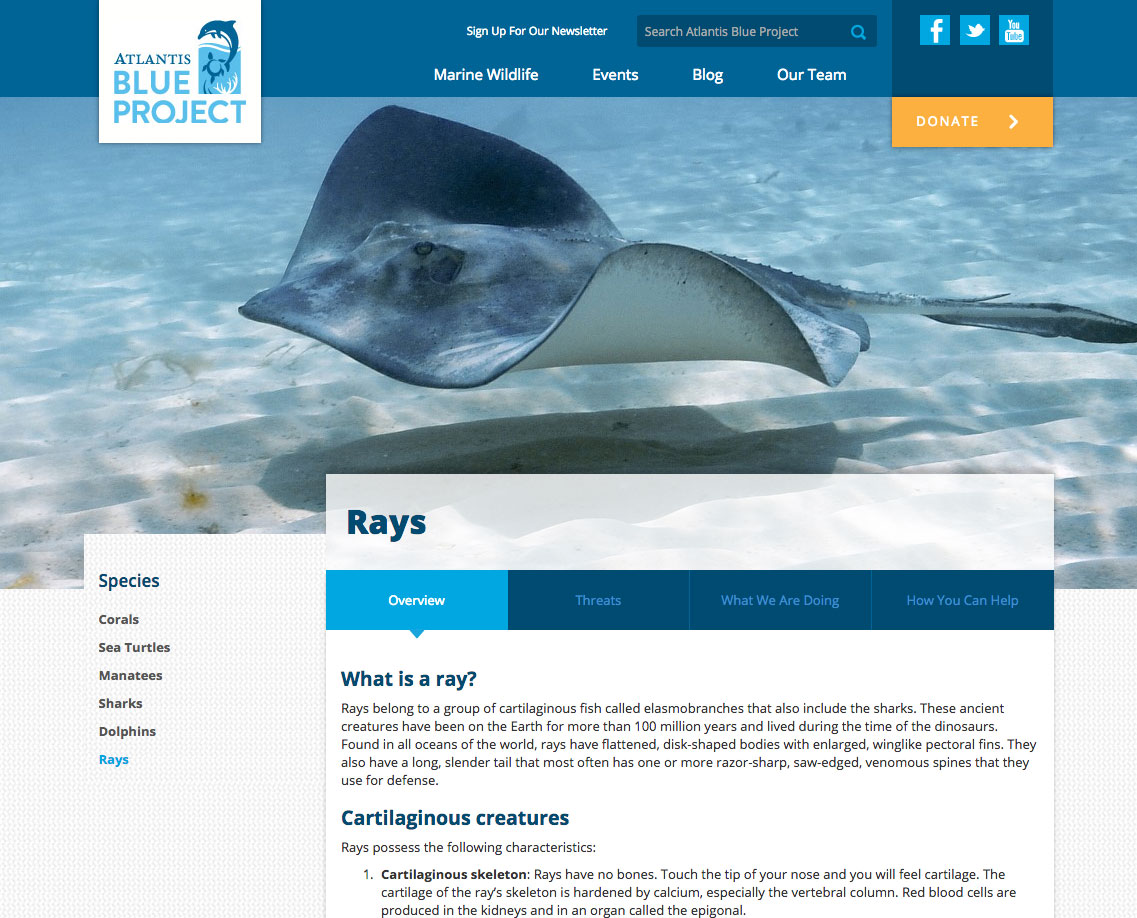 ATLANTIS
BLUE
PROJECT
Sign Up For Our Newsletter
Search Atlantis Blue Project
f
You
Tube
Marine Wildlife
Events
Blog
Our Team
DONATE
Rays
Species
Corals
Sea Turtles
Manatees
Sharks
Dolphins
Rays
Overview
Threats
What We Are Doing
How You Can Help
What is a ray?
Rays belong to a group of cartilaginous fish called elasmobranches that also include the sharks. These ancient
creatures have been on the Earth for more than 100 million years and lived during the time of the dinosaurs.
Found in all oceans of the world, rays have flattened, disk-shaped bodies with enlarged, winglike pectoral fins. They
also have a long, slender tail that most often has one or more razor-sharp, saw-edged, venomous spines that they
use for defense.
Cartilaginous creatures
Rays possess the following characteristics:
1. Cartilaginous skeleton: Rays have no bones. Touch the tip of your nose and you will feel cartilage. The
cartilage of the ray’s skeleton is hardened by calcium, especially the vertebral column. Red blood cells are
produced in the kidneys and in an organ called the epigonal.